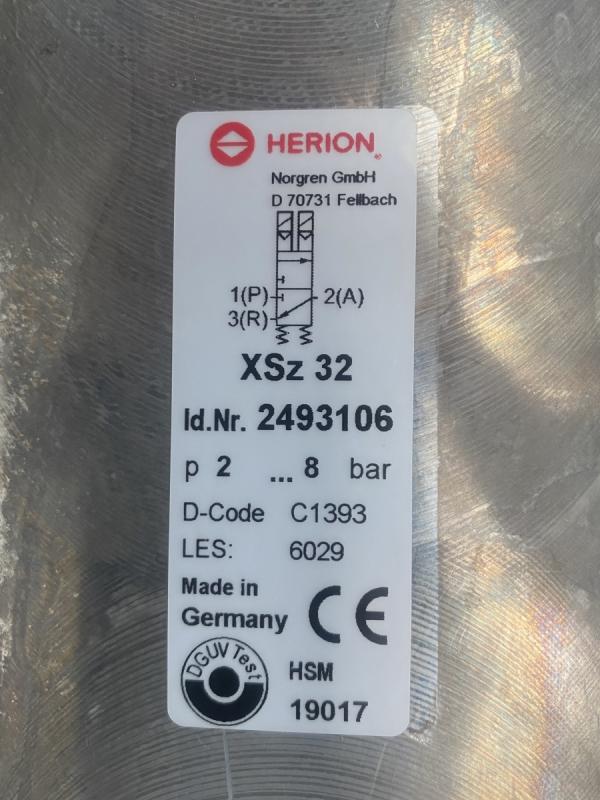 HERION®
Norgren GmbH
D 70731 Fellbach
1(P) 2(A)
3(R)
XSz 32
Id.Nr. 2493106
p 2 ... 8 bar
D-Code C1393
LES: 6029
Made in
Germany CE
DGUV Test
HSM
19017